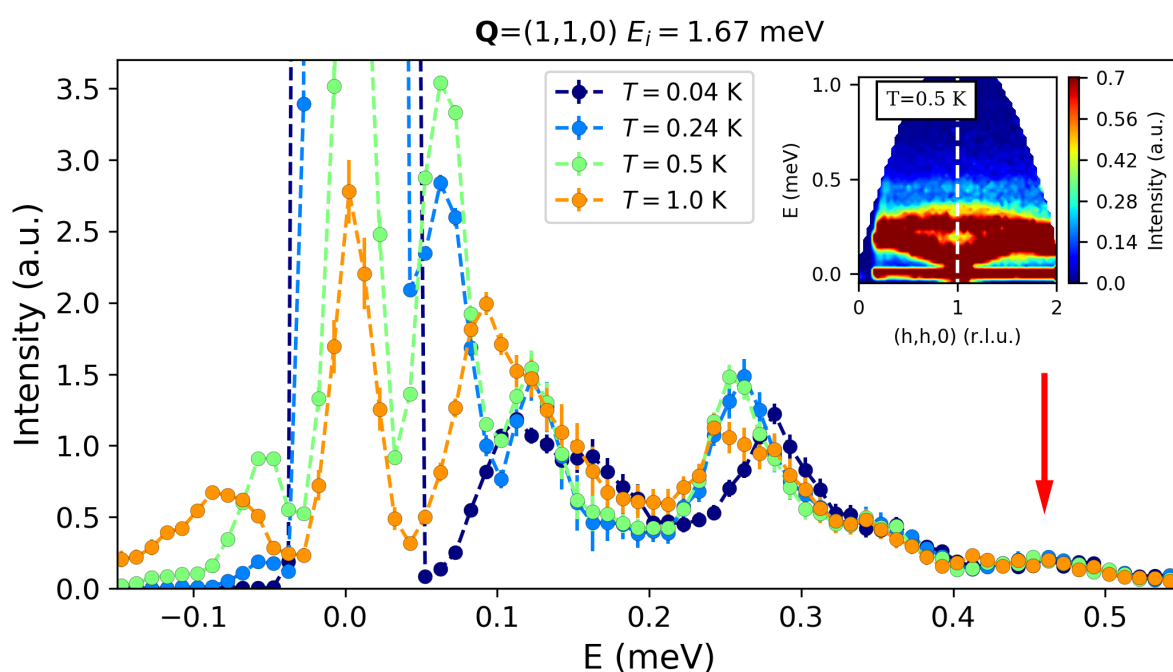 Q=(1,1,0) E_i = 1.67 meV
Intensity (a.u.)
3.5
3.0
2.5
2.0
1.5
1.0
0.5
0.0
−0.1
0.0
0.1
0.2
0.3
0.4
0.5
E (meV)
T = 0.04 K
T = 0.24 K
T = 0.5 K
T = 1.0 K
T=0.5 K
E (meV)
1.0
0.5
0.0
0
1
2
(h,h,0) (r.l.u.)
0.7
0.56
0.42
0.28
0.14
0.0
Intensity (a.u.)